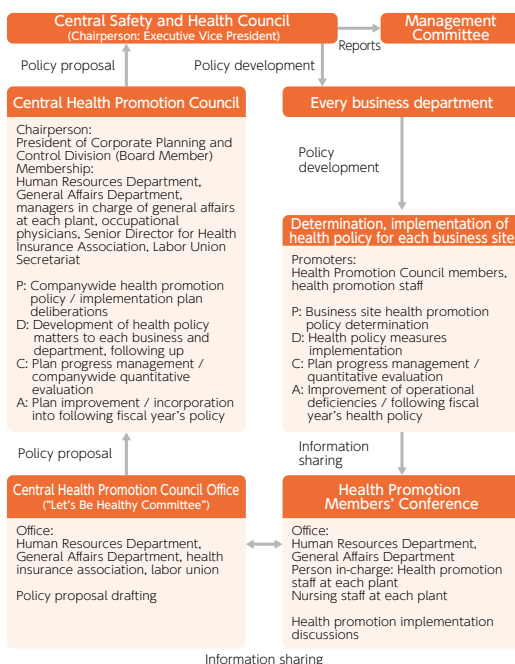 Central Safety and Health Council
(Chairperson: Executive Vice President)
Management
Committee
Reports
Policy proposal
Policy development
Central Health Promotion Council
Chairperson:
President of Corporate Planning and
Control Division (Board Member)
Membership:
Human Resources Department,
General Affairs Department,
managers in charge of general affairs
at each plant, occupational
physicians, Senior Director for Health
Insurance Association, Labor Union
Secretariat
P: Companywide health promotion
policy / implementation plan
deliberations
D: Development of health policy
matters to each business and
department, following up
C: Plan progress management /
companywide quantitative
evaluation
A: Plan improvement / incorporation
into following fiscal year's policy
Every business department
Policy
development
Determination, implementation of
health policy for each business site
Promoters:
Health Promotion Council members,
health promotion staff
P: Business site health promotion
policy determination
D: Health policy measures
implementation
C: Plan progress management /
quantitative evaluation
A: Improvement of operational
deficiencies / following fiscal
year's health policy
Policy proposal
Information
sharing
Central Health Promotion Council Office
("Let's Be Healthy Committee")
Office:
Human Resources Department,
General Affairs Department, health
insurance association, labor union
Policy proposal drafting
Health Promotion
Members' Conference
Office:
Human Resources Department,
General Affairs Department
Person in-charge: Health promotion
staff at each plant
Nursing staff at each plant
Health promotion implementation
discussions
Information sharing